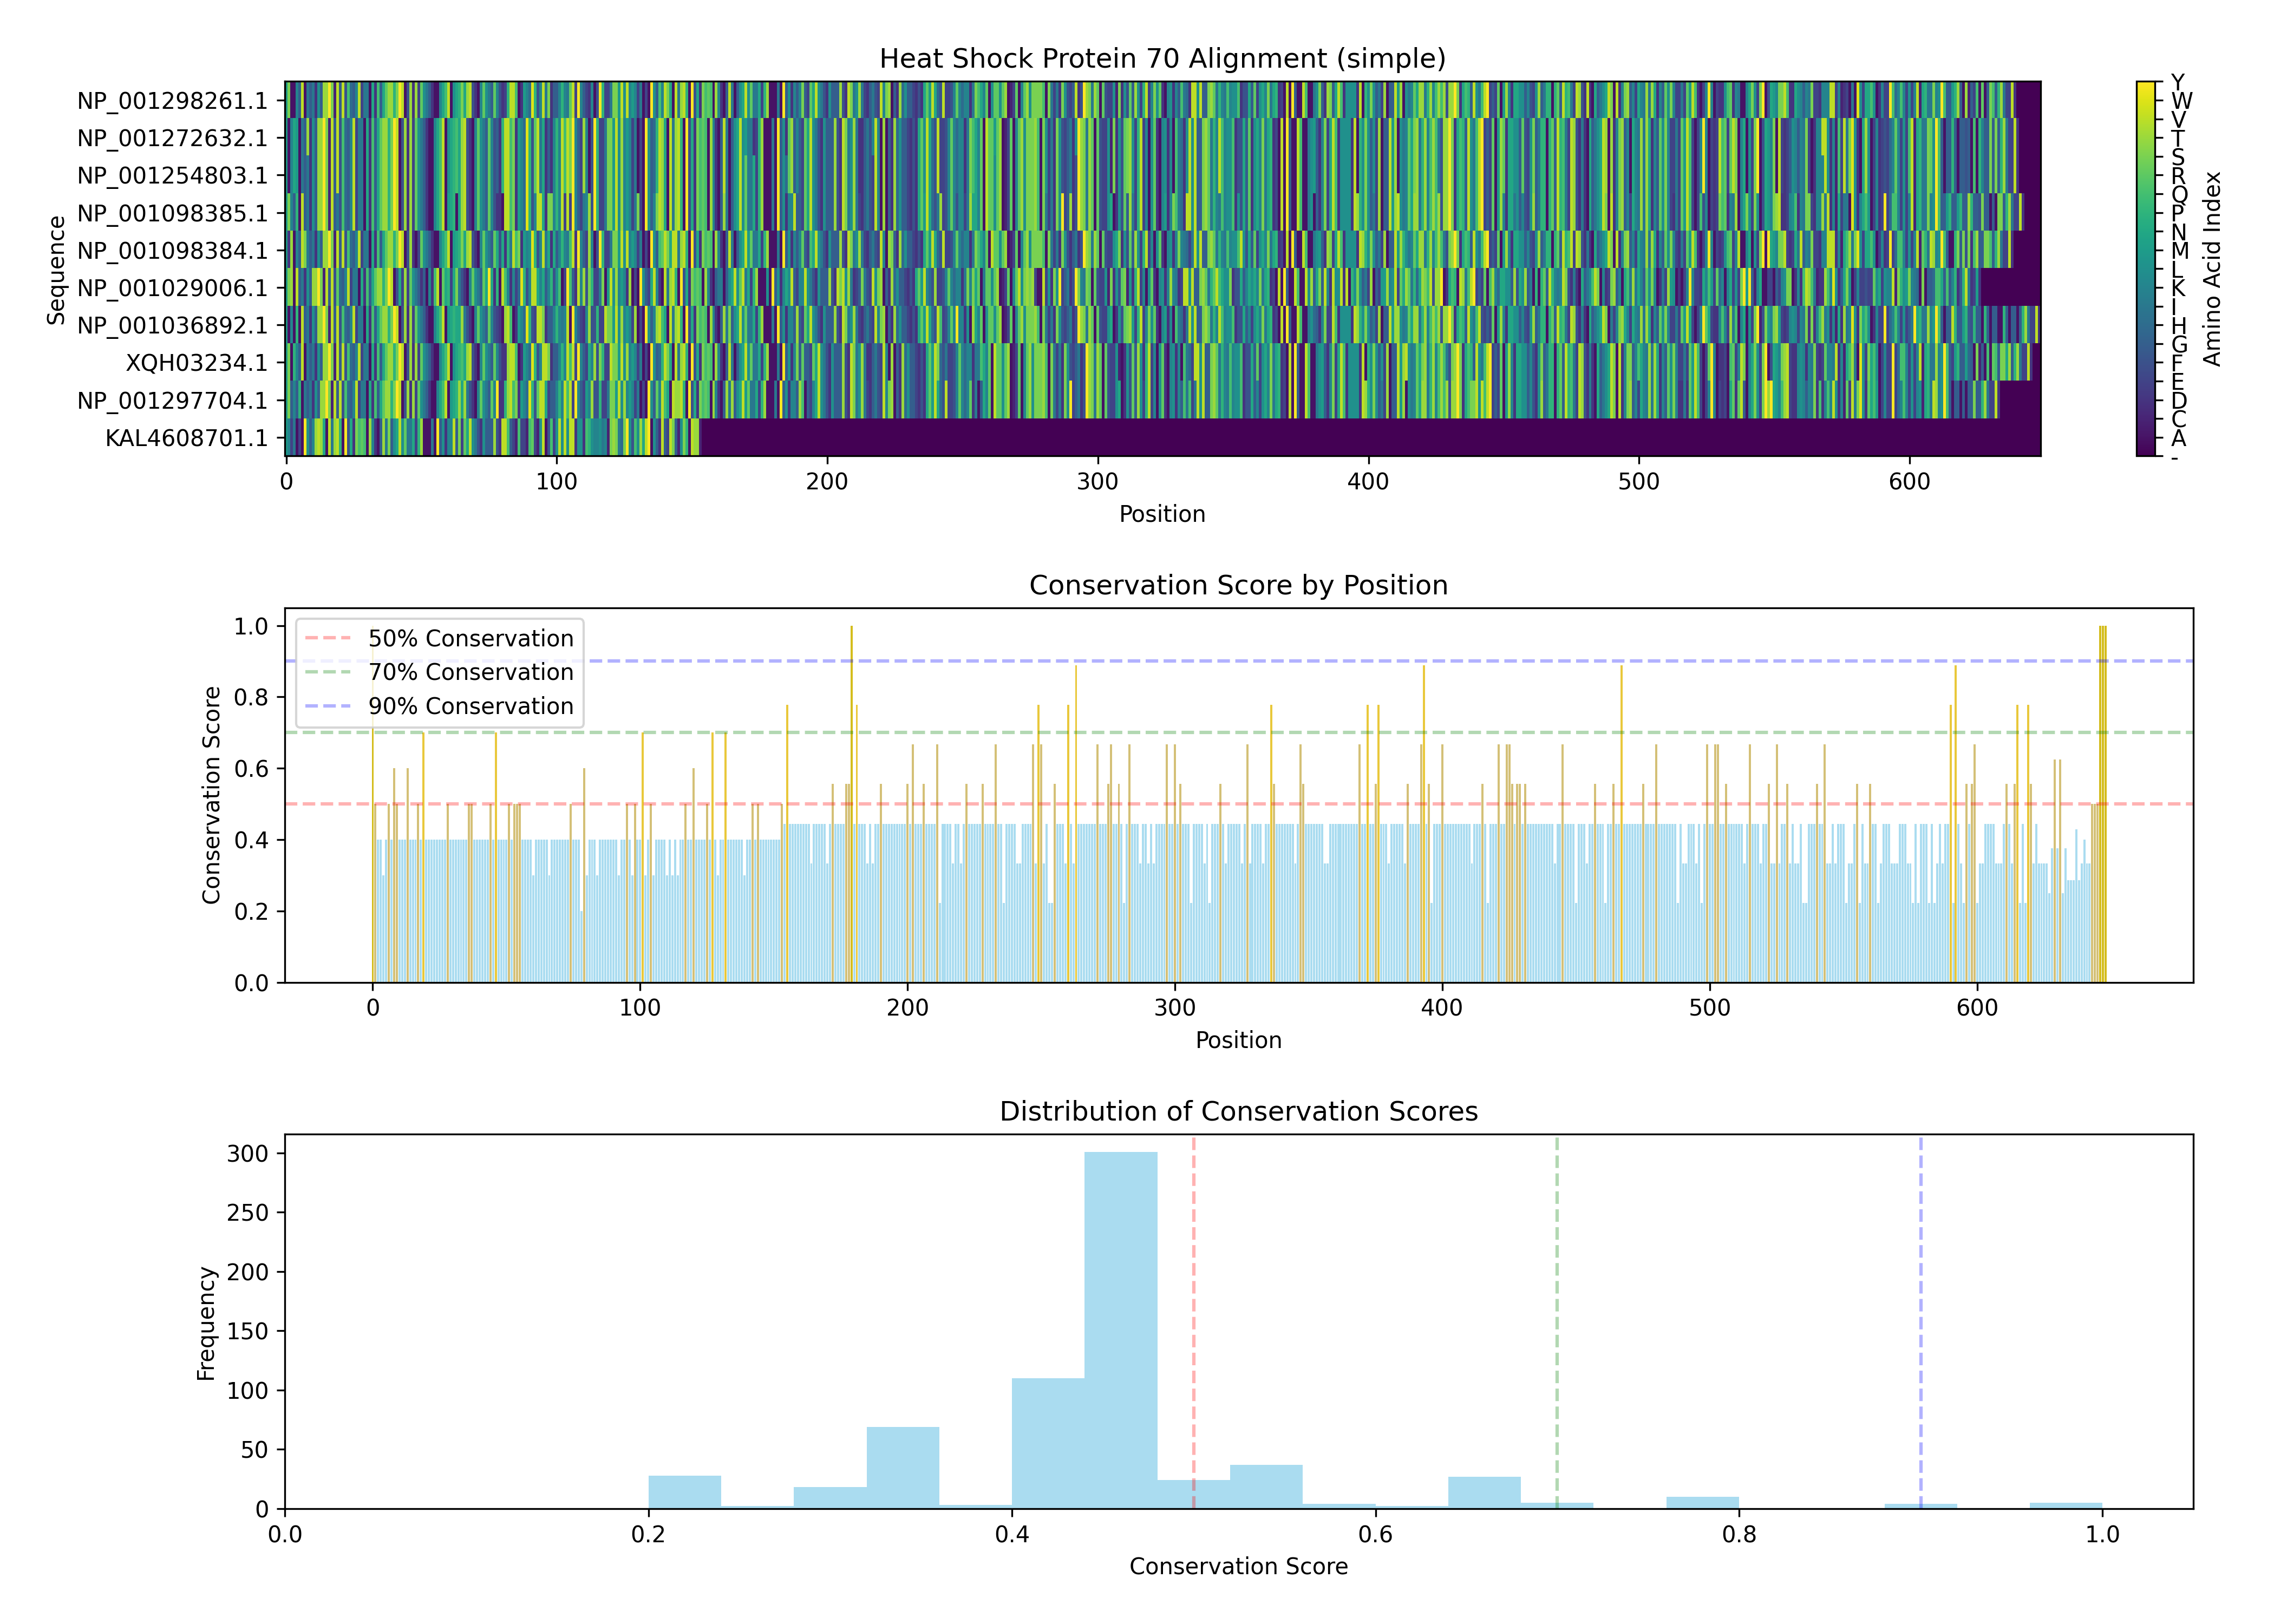 Heat Shock Protein 70 Alignment (simple)
Sequence
NP_001298261.1
NP_001272632.1
NP_001254803.1
NP_001098385.1
NP_001098384.1
NP_001029006.1
NP_001036892.1
XQH03234.1
NP_001297704.1
KAL4608701.1
0 100 200 300 400 500 600
Position
Y
W
V
T
S
R
Q
P
N
M
L
K
I
H
G
F
E
D
C
A
-
Amino Acid Index
Conservation Score by Position
Conservation Score
1.0
0.8
0.6
0.4
0.2
0.0
50% Conservation
70% Conservation
90% Conservation
0 100 200 300 400 500 600
Position
Distribution of Conservation Scores
Frequency
300
250
200
150
100
50
0
0.0 0.2 0.4 0.6 0.8 1.0
Conservation Score